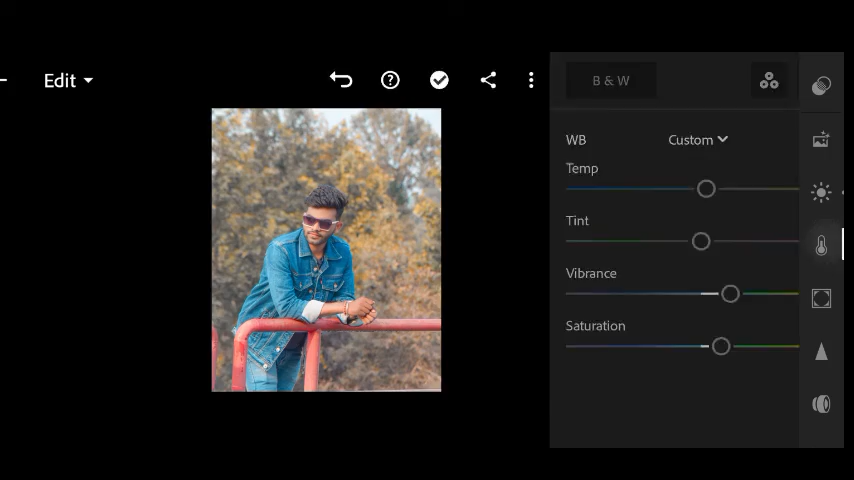 Edit
B & W
WB Custom
Temp
Tint
Vibrance
Saturation